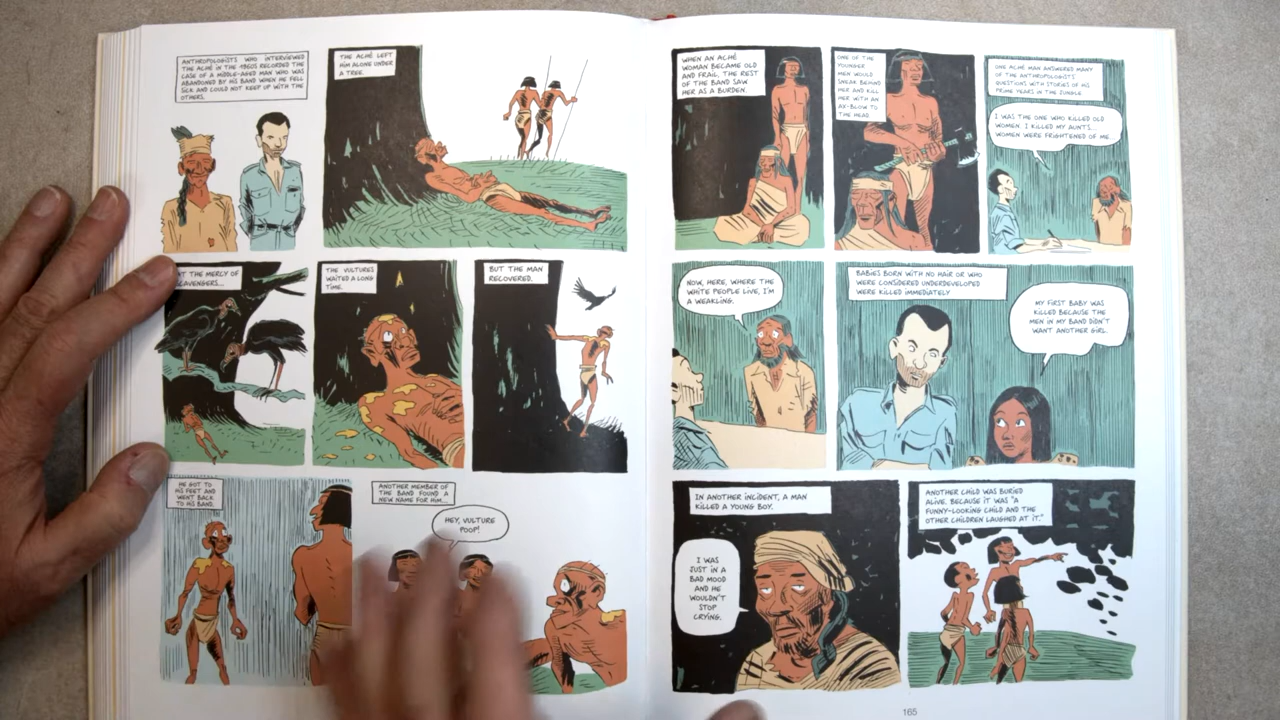 ANTHROPOLOGISTS WHO INTERVIEWED
THE ACHÉ IN THE 1960S RECORDED THE
CASE OF A MIDDLE-AGED MAN WHO WAS
ABANDONED BY HIS BAND WHEN HE FELL
SICK AND COULD NOT KEEP UP WITH THE
OTHERS.
THE ACHÉ LEFT
HIM ALONE UNDER
A TREE.
AT THE MERCY OF
SCAVENGERS...
THE VULTURES
WAITED A LONG
TIME.
BUT THE MAN
RECOVERED.
HE GOT TO
HIS FEET AND
WENT BACK
TO HIS BAND.
ANOTHER MEMBER OF
THE BAND FOUND A
NEW NAME FOR HIM...
HEY, VULTURE
POOP!
WHEN AN ACHÉ
WOMAN BECAME OLD
AND FRAIL, THE REST
OF THE BAND SAW
HER AS A BURDEN.
ONE OF THE
YOUNGER
MEN WOULD
SNEAK BEHIND
HER AND KILL
HER WITH AN
AX-BLOW TO
THE HEAD.
ONE ACHÉ MAN ANSWERED MANY
OF THE ANTHROPOLOGISTS'
QUESTIONS WITH STORIES OF HIS
PRIME YEARS IN THE JUNGLE.
I WAS THE ONE WHO KILLED OLD
WOMEN. I KILLED MY AUNTS.
WOMEN WERE FRIGHTENED OF ME.
NOW, HERE, WHERE THE
WHITE PEOPLE LIVE, I'M
A WEAKLING.
BABIES BORN WITH NO HAIR OR WHO
WERE CONSIDERED UNDERDEVELOPED
WERE KILLED IMMEDIATELY
MY FIRST BABY WAS
KILLED BECAUSE THE
MEN IN MY BAND DIDN'T
WANT ANOTHER GIRL.
IN ANOTHER INCIDENT, A MAN
KILLED A YOUNG BOY.
I WAS
JUST IN A
BAD MOOD
AND HE
WOULDN'T
STOP
CRYING.
ANOTHER CHILD WAS BURIED
ALIVE. BECAUSE IT WAS "A
FUNNY-LOOKING CHILD AND THE
OTHER CHILDREN LAUGHED AT IT."
165